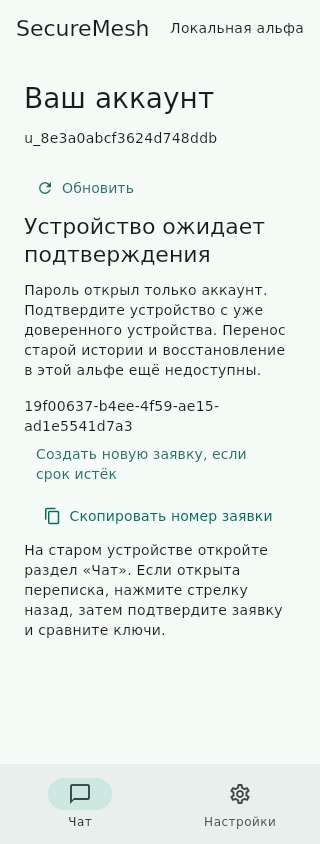 SecureMesh Локальная альфа
Ваш аккаунт
u_8e3a0abcf3624d748ddb
Обновить
Устройство ожидает
подтверждения
Пароль открыл только аккаунт.
Подтвердите устройство с уже
доверенного устройства. Перенос
старой истории и восстановление
в этой альфе ещё недоступны.
19f00637-b4ee-4f59-ae15-
ad1e5541d7a3
Создать новую заявку, если
срок истёк
Скопировать номер заявки
На старом устройстве откройте
раздел «Чат». Если открыта
переписка, нажмите стрелку
назад, затем подтвердите заявку
и сравните ключи.
Чат Настройки